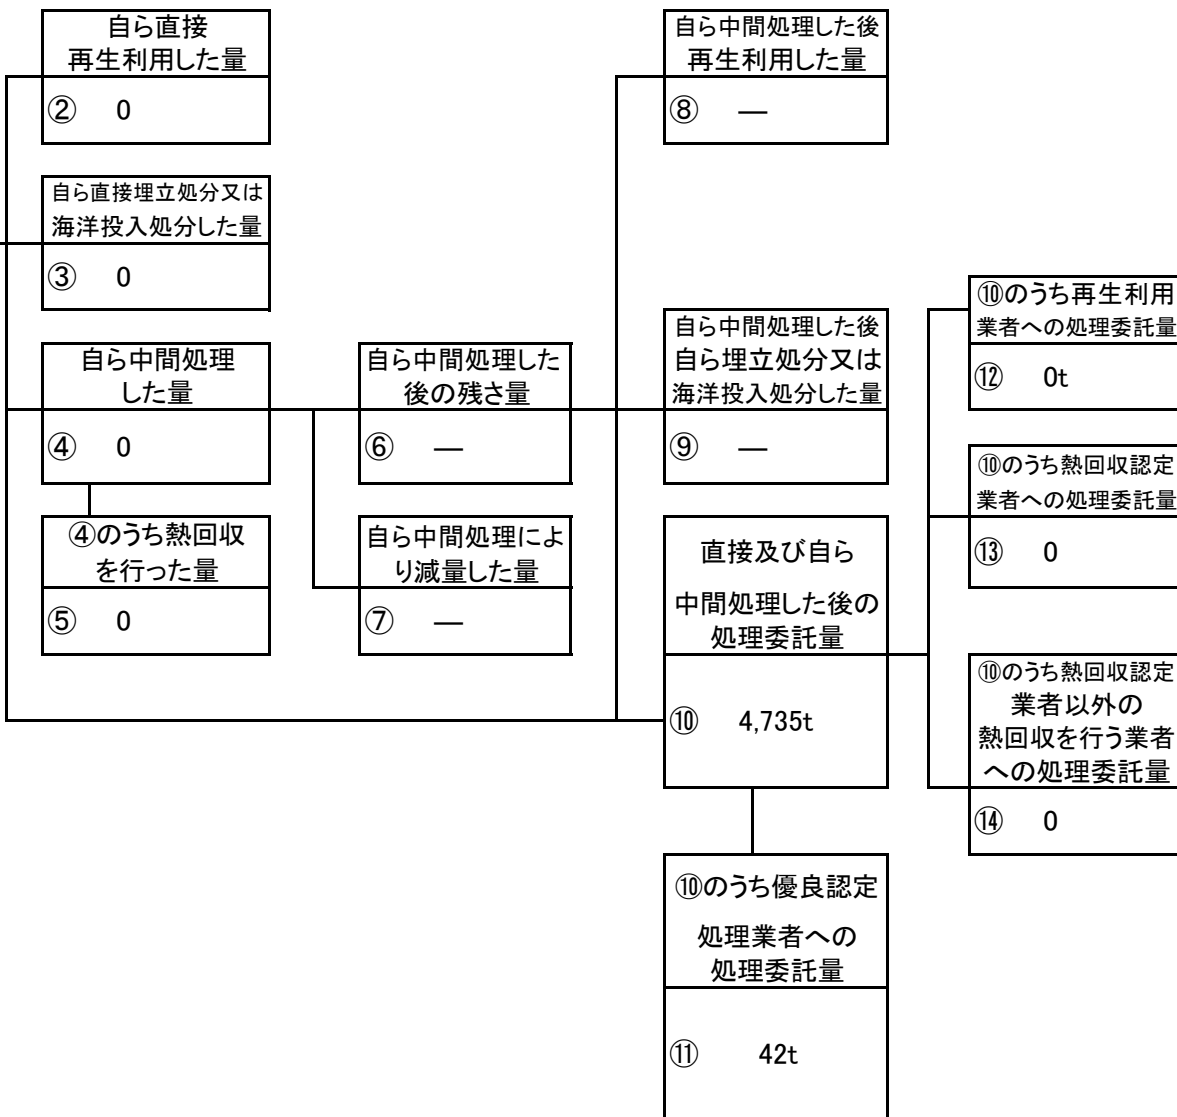 自ら直接
再生利用した量
② 0
自ら直接埋立処分又は
海洋投入処分した量
③ 0
自ら中間処理
した量
④ 0
④のうち熱回収
を行った量
⑤ 0
自ら中間処理した
後の残さ量
⑥ ―
自ら中間処理によ
り減量した量
⑦ ―
自ら中間処理した後
再生利用した量
⑧ ―
自ら中間処理した後
自ら埋立処分又は
海洋投入処分した量
⑨ ―
直接及び自ら
中間処理した後の
処理委託量
⑩ 4,735t
⑩のうち優良認定
処理業者への
処理委託量
⑪ 42t
⑩のうち再生利用
業者への処理委託量
⑫ 0t
⑩のうち熱回収認定
業者への処理委託量
⑬ 0
⑩のうち熱回収認定
業者以外の
熱回収を行う業者
への処理委託量
⑭ 0